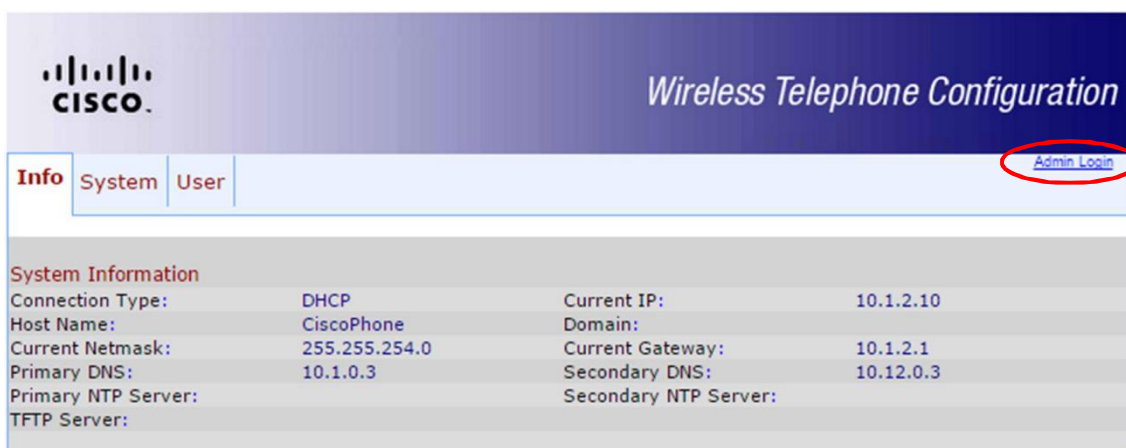 CISCO.
Wireless Telephone Configuration
Admin Login
Info System User
System Information
Connection Type: DHCP Current IP: 10.1.2.10
Host Name: CiscoPhone Domain:
Current Netmask: 255.255.254.0 Current Gateway: 10.1.2.1
Primary DNS: 10.1.0.3 Secondary DNS: 10.12.0.3
Primary NTP Server: Secondary NTP Server:
TFTP Server: